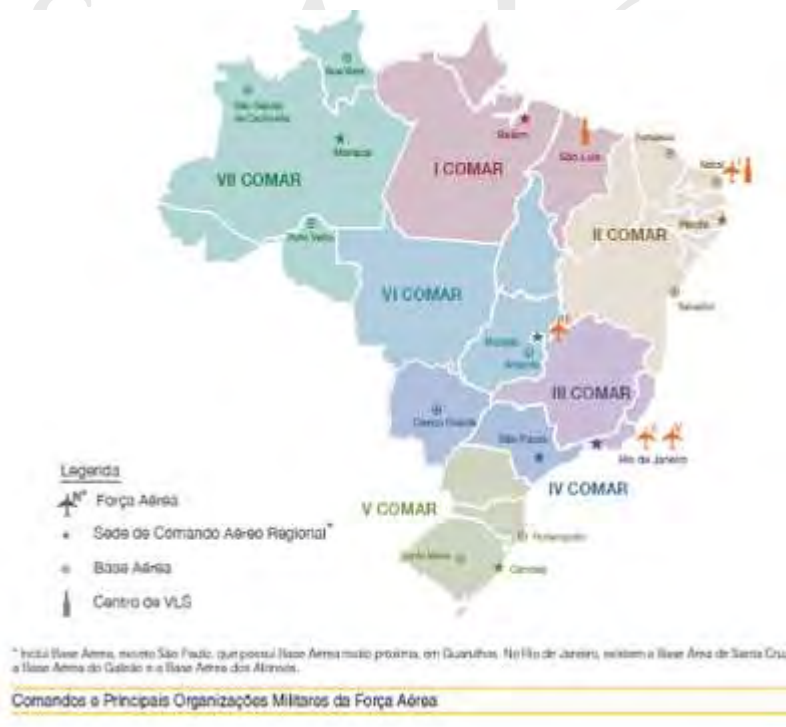 Boa Vista
São Gabriel
da Cachoeira
Manaus
Belém
São Luís
Fortaleza
Natal
VII COMAR
I COMAR
Porto Velho
Recife
II COMAR
VI COMAR
Salvador
Brasília
Anápolis
III COMAR
Campo Grande
São Paulo
Rio de Janeiro
IV COMAR
V COMAR
Florianópolis
Santa Maria
Canoas
Legenda
Nº Força Aérea
Sede de Comando Aéreo Regional*
Base Aérea
Centro de VLS
* Inclui Base Aérea, exceto São Paulo, que possui Base Aérea muito próxima, em Guarulhos. No Rio de Janeiro, existem a Base Área de Santa Cruz
a Base Aérea do Galeão e a Base Aérea dos Afonsos.
Comandos e Principais Organizações Militares da Força Aérea